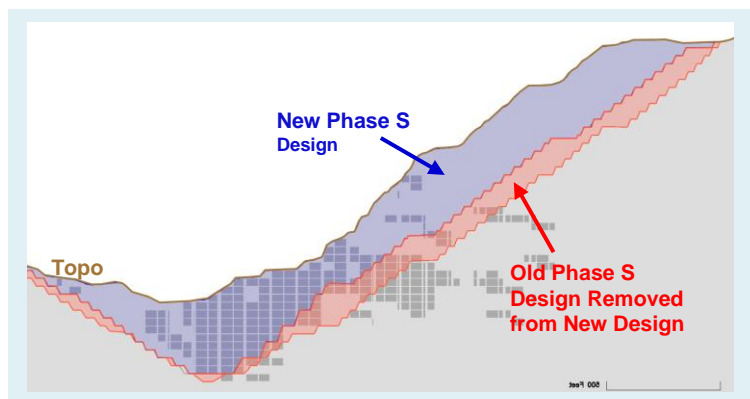 New Phase S
Design
Topo
Old Phase S
Design Removed
from New Design
500 Feet